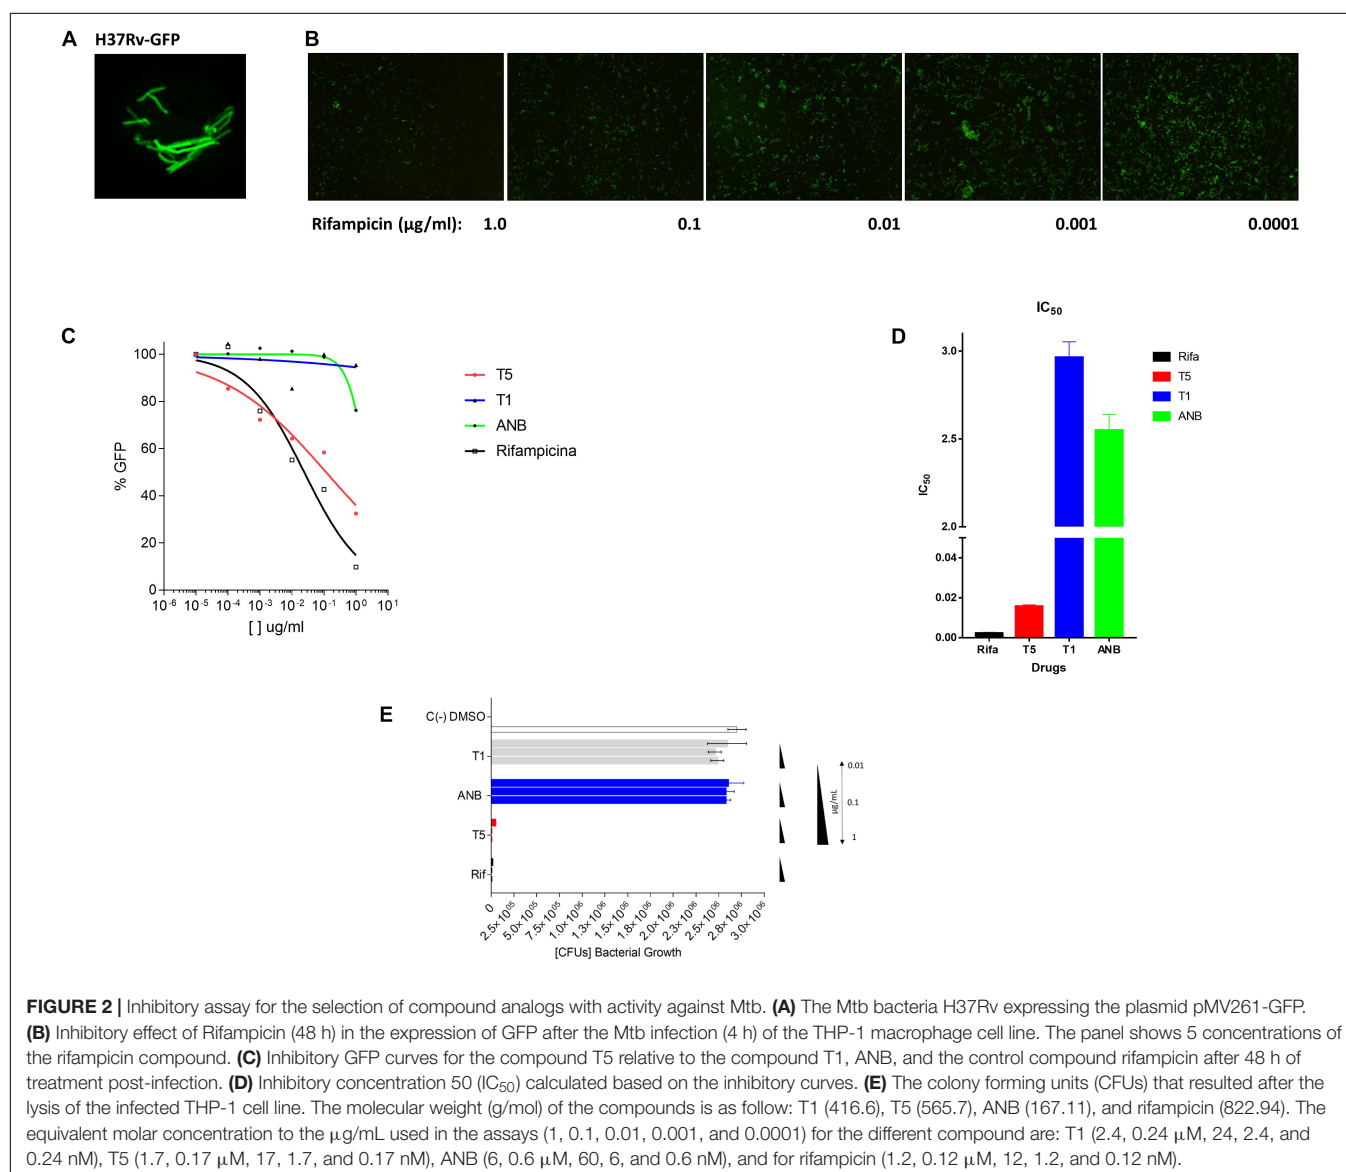 A H37Rv-GFP
B
Rifampicin (μg/ml): 1.0 0.1 0.01 0.001 0.0001
C
100
80
60
40
20
0
% GFP
10-6 10-5 10-4 10-3 10-2 10-1 100 101
[ ] ug/ml
T5
T1
ANB
Rifampicina
D
IC50
3.0
2.5
2.0
0.04
0.02
0.00
IC50
Rifa T5 T1 ANB
Drugs
Rifa
T5
T1
ANB
E
C(-) DMSO
T1
ANB
T5
Rif
0 2.5×1005 5.0×1005 7.5×1005 1.0×1006 1.3×1006 1.5×1006 1.8×1006 2.0×1006 2.3×1006 2.5×1006 2.8×1006 3.0×1006
[CFUs] Bacterial Growth
0.01
0.1
1
μg/mL
FIGURE 2 | Inhibitory assay for the selection of compound analogs with activity against Mtb. (A) The Mtb bacteria H37Rv expressing the plasmid pMV261-GFP.
(B) Inhibitory effect of Rifampicin (48 h) in the expression of GFP after the Mtb infection (4 h) of the THP-1 macrophage cell line. The panel shows 5 concentrations of
the rifampicin compound. (C) Inhibitory GFP curves for the compound T5 relative to the compound T1, ANB, and the control compound rifampicin after 48 h of
treatment post-infection. (D) Inhibitory concentration 50 (IC50) calculated based on the inhibitory curves. (E) The colony forming units (CFUs) that resulted after the
lysis of the infected THP-1 cell line. The molecular weight (g/mol) of the compounds is as follow: T1 (416.6), T5 (565.7), ANB (167.11), and rifampicin (822.94). The
equivalent molar concentration to the μg/mL used in the assays (1, 0.1, 0.01, 0.001, and 0.0001) for the different compound are: T1 (2.4, 0.24 μM, 24, 2.4, and
0.24 nM), T5 (1.7, 0.17 μM, 17, 1.7, and 0.17 nM), ANB (6, 0.6 μM, 60, 6, and 0.6 nM), and for rifampicin (1.2, 0.12 μM, 12, 1.2, and 0.12 nM).